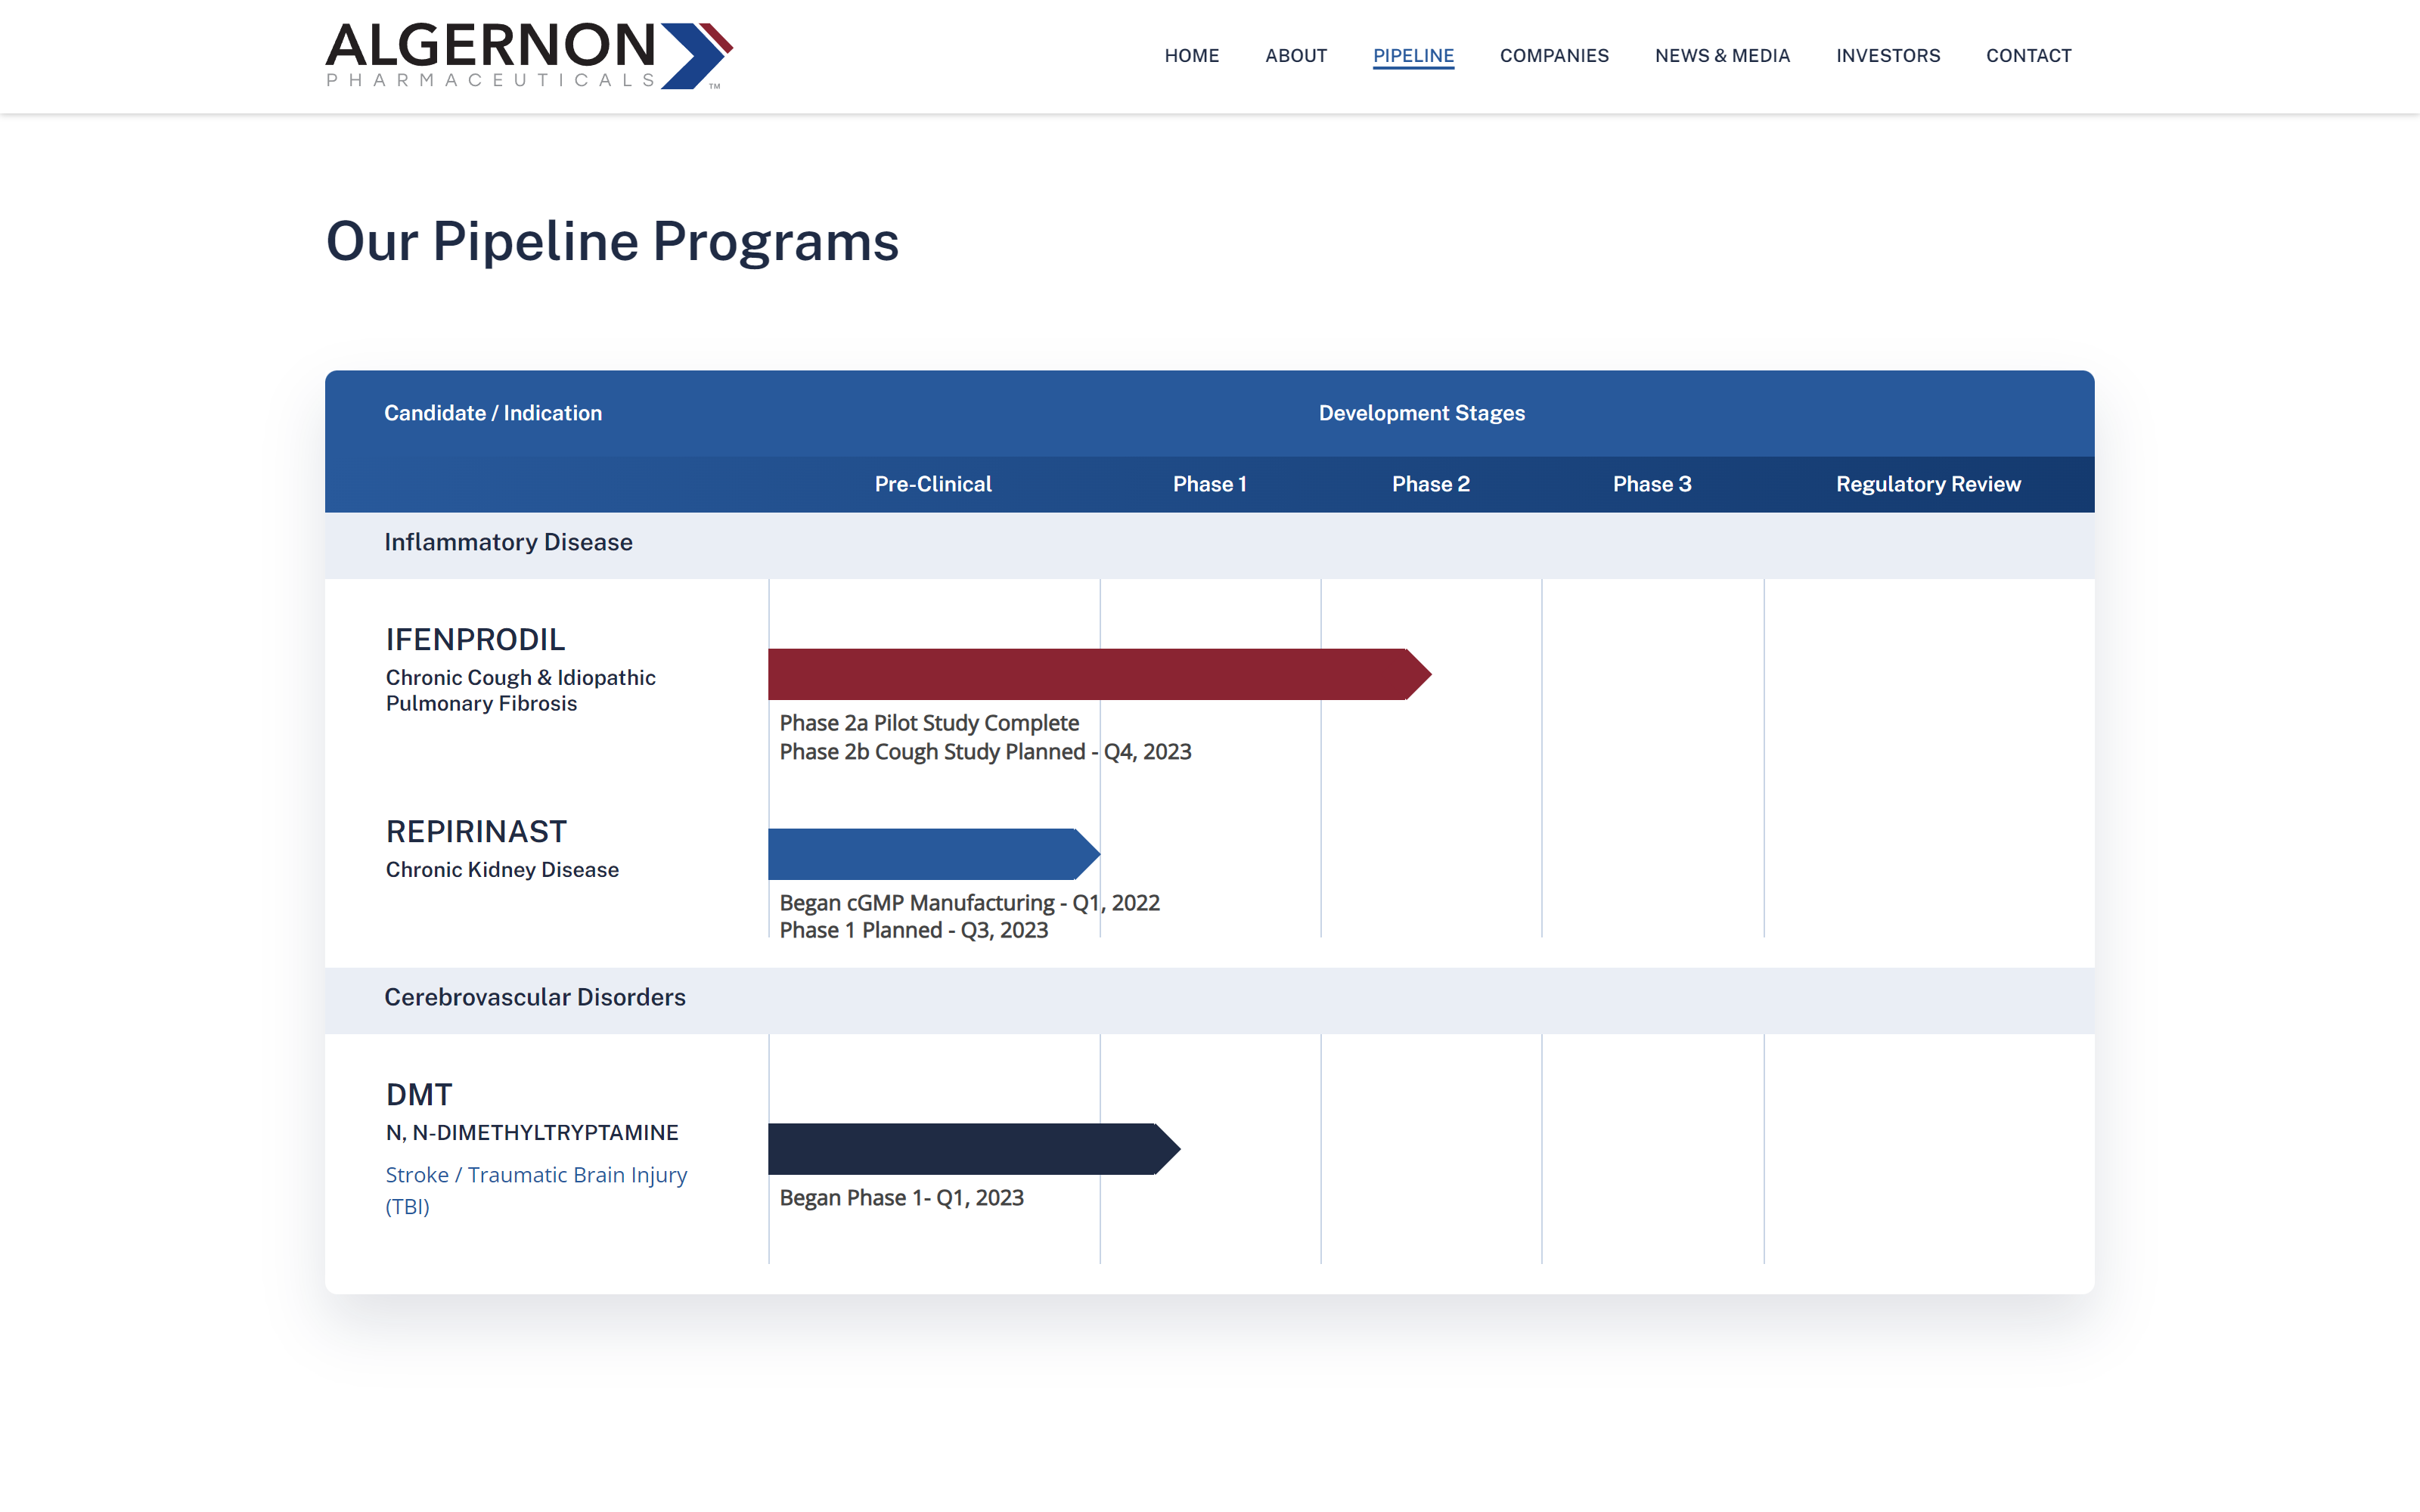 ALGERNON
PHARMACEUTICALS
TM
HOME ABOUT PIPELINE COMPANIES NEWS & MEDIA INVESTORS CONTACT
Our Pipeline Programs
Candidate / Indication Development Stages
Pre-Clinical Phase 1 Phase 2 Phase 3 Regulatory Review
Inflammatory Disease
IFENPRODIL
Chronic Cough & Idiopathic
Pulmonary Fibrosis
Phase 2a Pilot Study Complete
Phase 2b Cough Study Planned - Q4, 2023
REPIRINAST
Chronic Kidney Disease
Began cGMP Manufacturing - Q1, 2022
Phase 1 Planned - Q3, 2023
Cerebrovascular Disorders
DMT
N, N-DIMETHYLTRYPTAMINE
Stroke / Traumatic Brain Injury
(TBI)
Began Phase 1- Q1, 2023